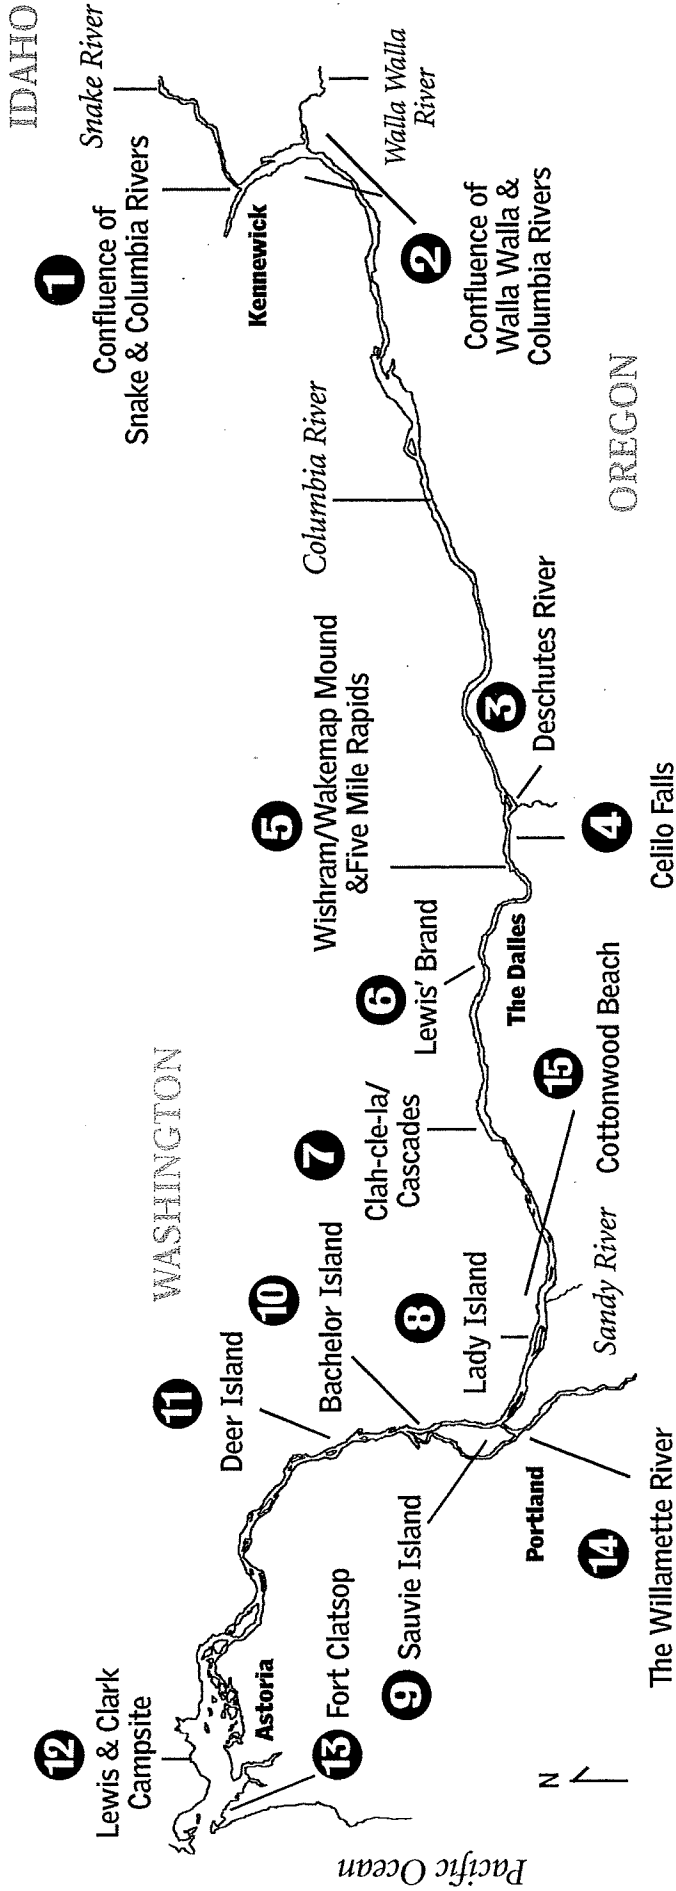 IDAHO
Snake River
1
Confluence of
Snake & Columbia Rivers
Kennewick
Walla Walla
River
2
Confluence of
Walla Walla &
Columbia Rivers
Columbia River
OREGON
3
Deschutes River
4
Celilo Falls
5
Wishram/Wakemap Mound
&Five Mile Rapids
6
Lewis' Brand
The Dalles
WASHINGTON
7
Clah-cle-la/
Cascades
15
Cottonwood Beach
8
Lady Island
Sandy River
10
Bachelor Island
11
Deer Island
9
Sauvie Island
Portland
14
The Willamette River
12
Lewis & Clark
Campsite
Astoria
13
Fort Clatsop
N
Pacific Ocean